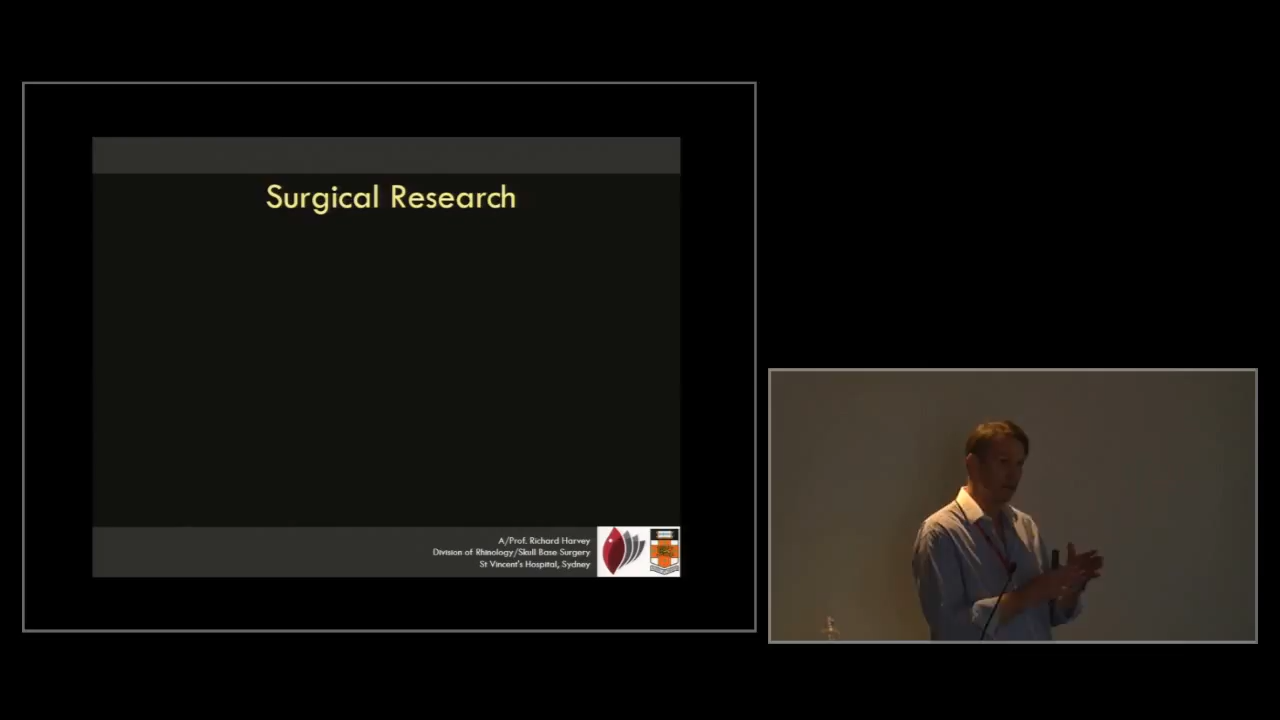 Surgical Research
A/Prof. Richard Harvey
Division of Rhinology/Skull Base Surgery
St Vincent's Hospital, Sydney